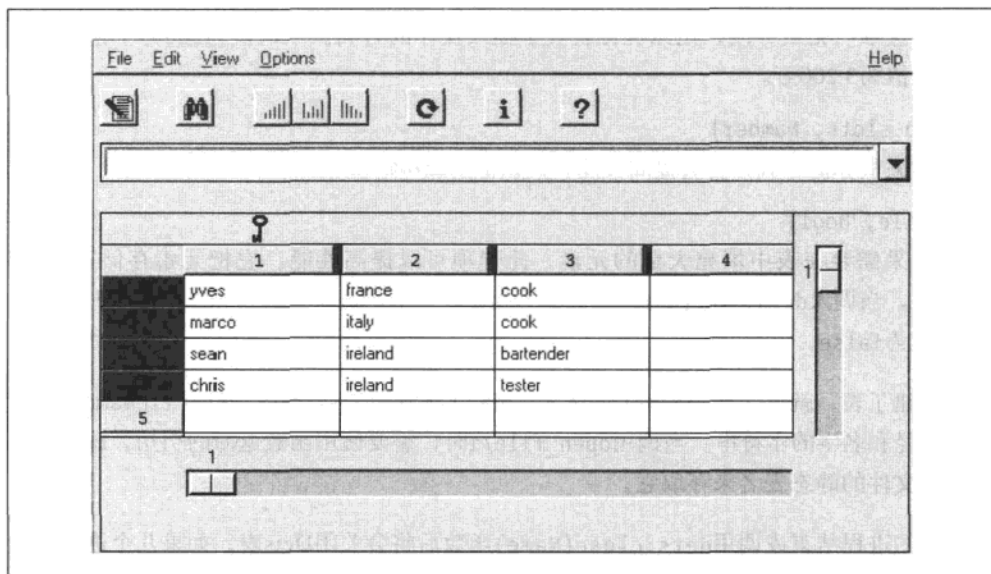 File Edit View Options Help
i ?
1 2 3 4 1
yves france cook
marco italy cook
sean ireland bartender
chris ireland tester
5
1